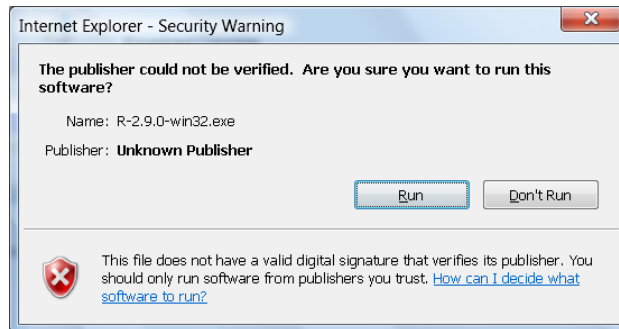 Internet Explorer - Security Warning
The publisher could not be verified.  Are you sure you want to run this
software?
Name: R-2.9.0-win32.exe
Publisher: Unknown Publisher
Run
Don't Run
This file does not have a valid digital signature that verifies its publisher. You
should only run software from publishers you trust. How can I decide what
software to run?